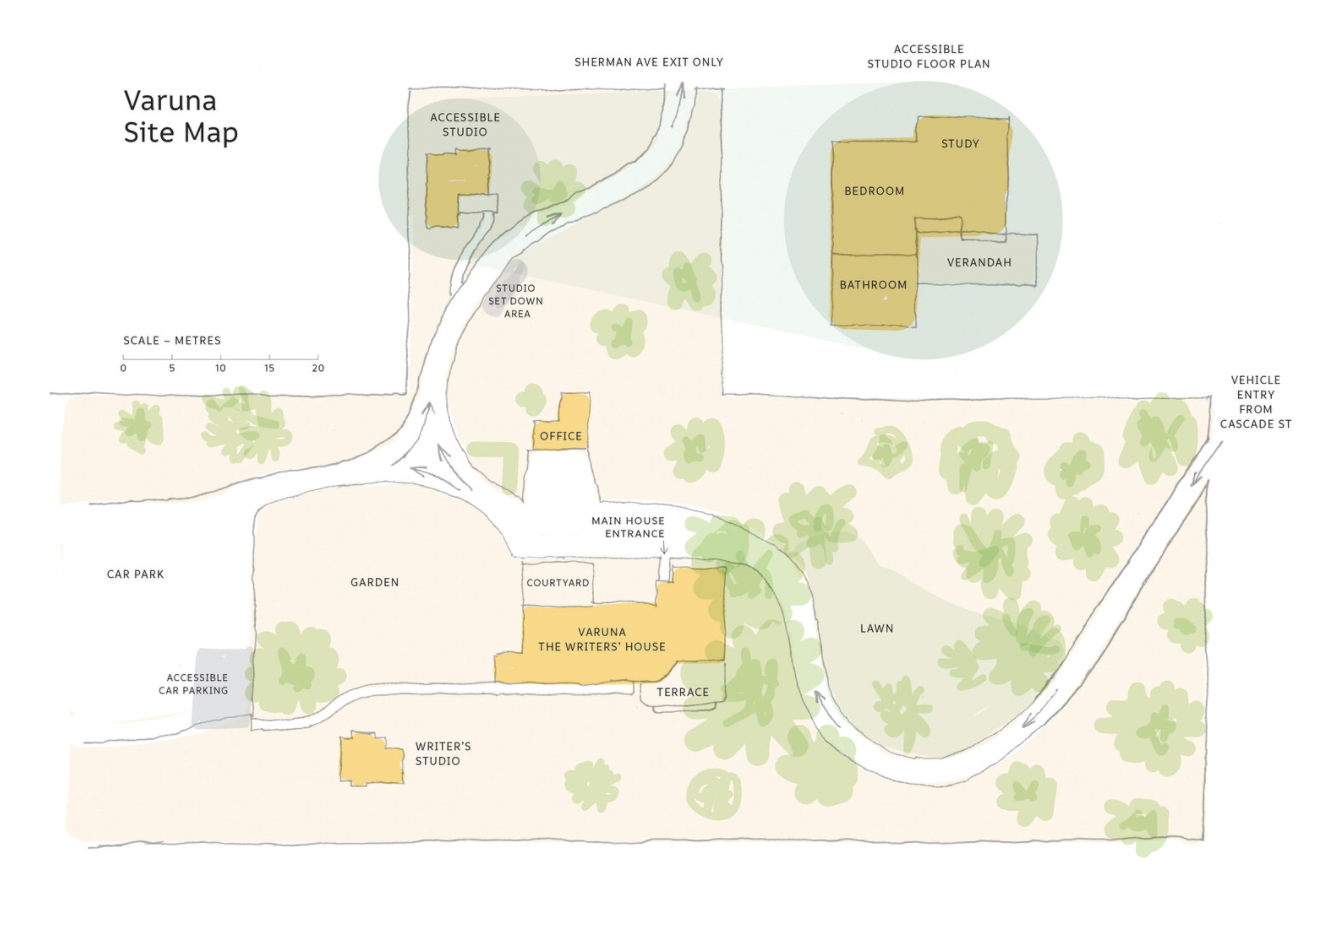 Varuna
Site Map
SHERMAN AVE EXIT ONLY
ACCESSIBLE
STUDIO FLOOR PLAN
ACCESSIBLE
STUDIO
STUDY
BEDROOM
VERANDAH
BATHROOM
STUDIO
SET DOWN
AREA
SCALE – METRES
0 5 10 15 20
VEHICLE
ENTRY
FROM
CASCADE ST
OFFICE
MAIN HOUSE
ENTRANCE
CAR PARK
GARDEN
COURTYARD
LAWN
VARUNA
THE WRITERS' HOUSE
ACCESSIBLE
CAR PARKING
TERRACE
WRITER'S
STUDIO